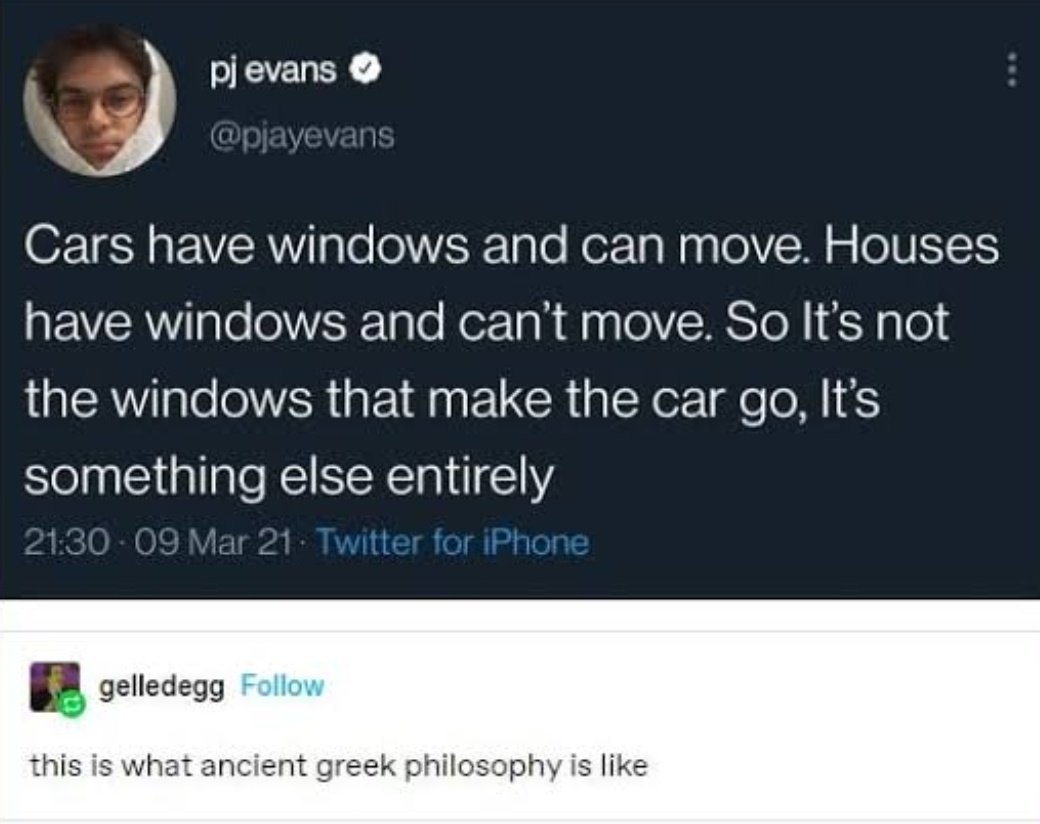 pj evans
@pjayevans
Cars have windows and can move. Houses
have windows and can't move. So It's not
the windows that make the car go, It's
something else entirely
21:30 · 09 Mar 21 · Twitter for iPhone
gelledegg Follow
this is what ancient greek philosophy is like